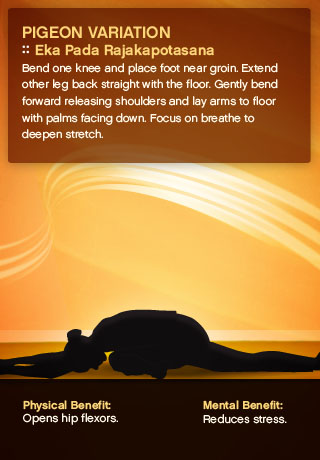 PIGEON VARIATION
:: Eka Pada Rajakapotasana
Bend one knee and place foot near groin. Extend
other leg back straight with the floor. Gently bend
forward releasing shoulders and lay arms to floor
with palms facing down. Focus on breathe to
deepen stretch.
Physical Benefit:
Opens hip flexors.
Mental Benefit:
Reduces stress.